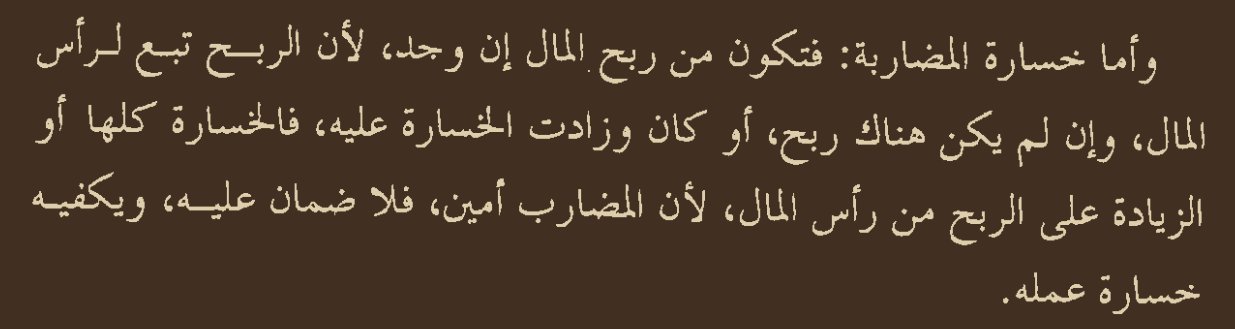 وأما خسارة المضاربة: فتكون من ربح المال إن وجد، لأن الربح تبع لرأس
المال، وإن لم يكن هناك ربح، أو كان وزادت الخسارة عليه، فالخسارة كلها أو
الزيادة على الربح من رأس المال، لأن المضارب أمين، فلا ضمان عليه، ويكفيه
خسارة عمله.